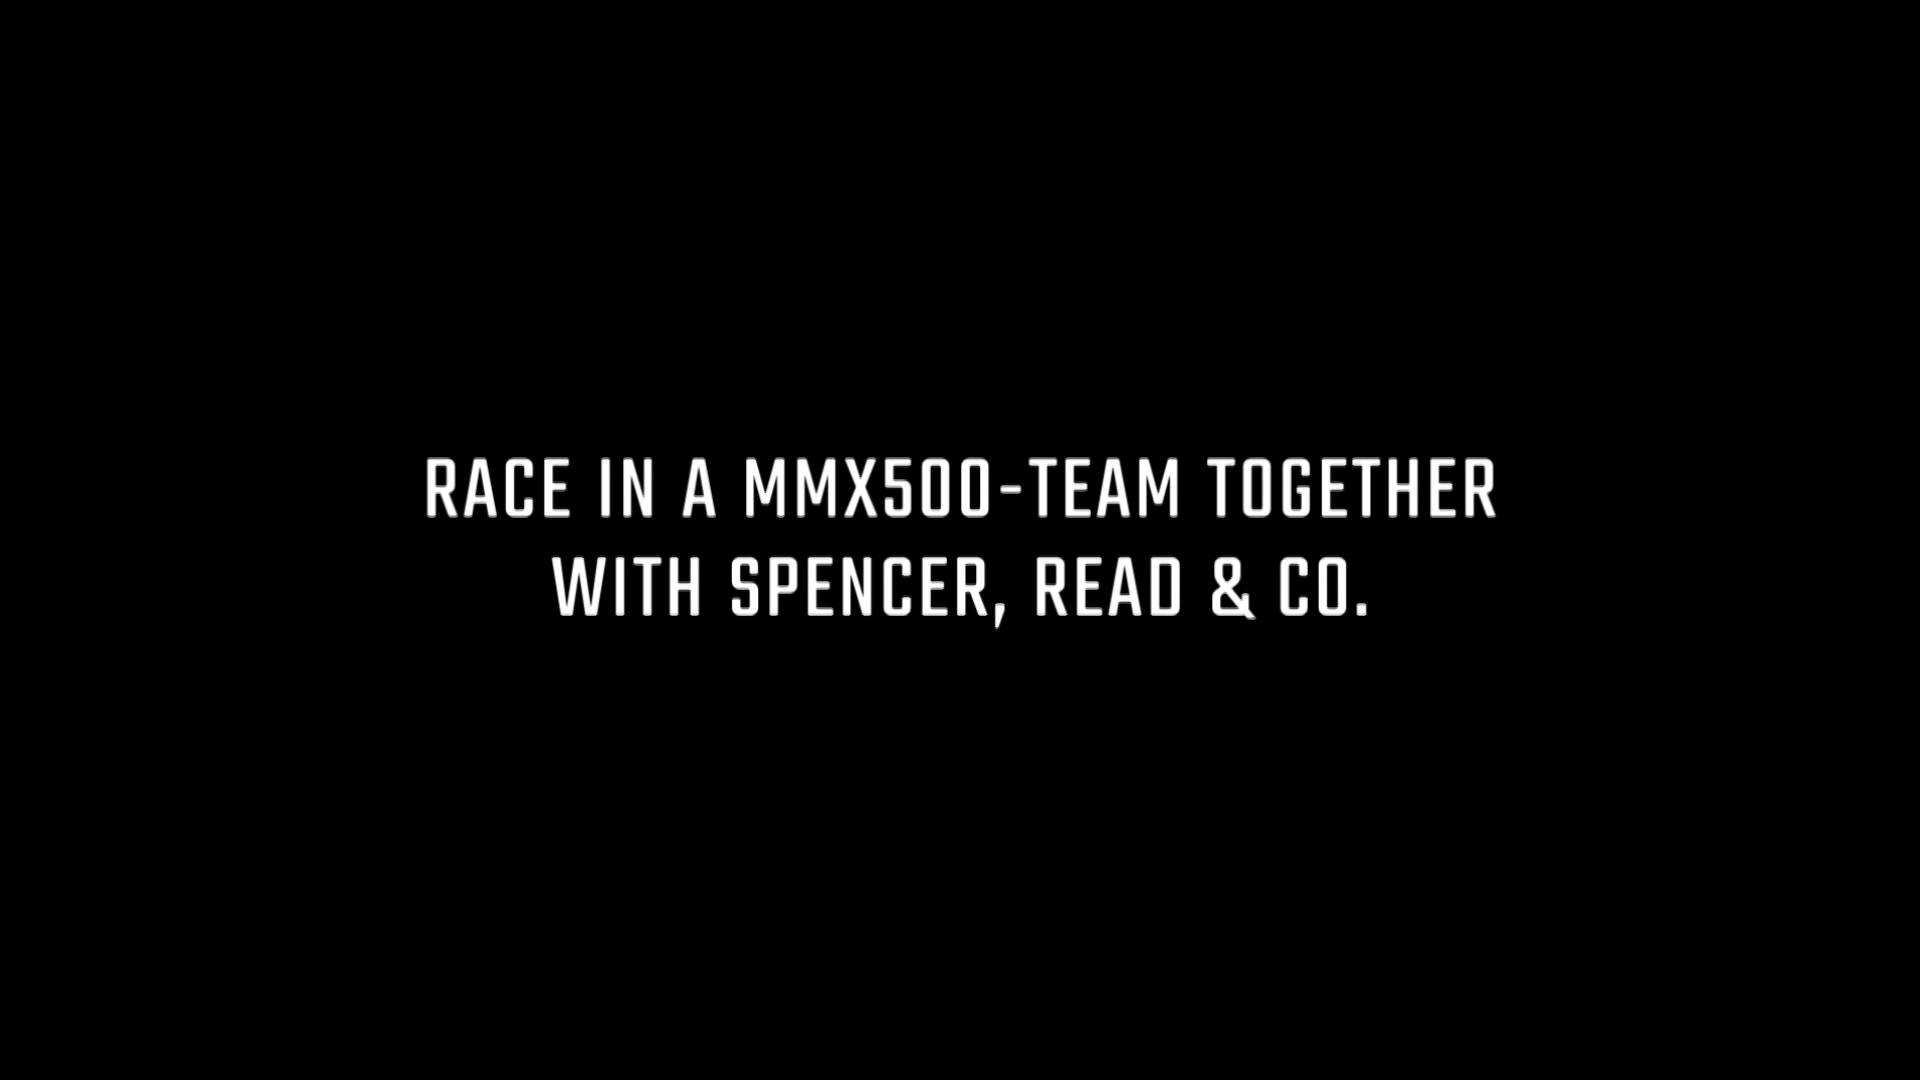 RACE IN A MMX500-TEAM TOGETHER
WITH SPENCER, READ & CO.